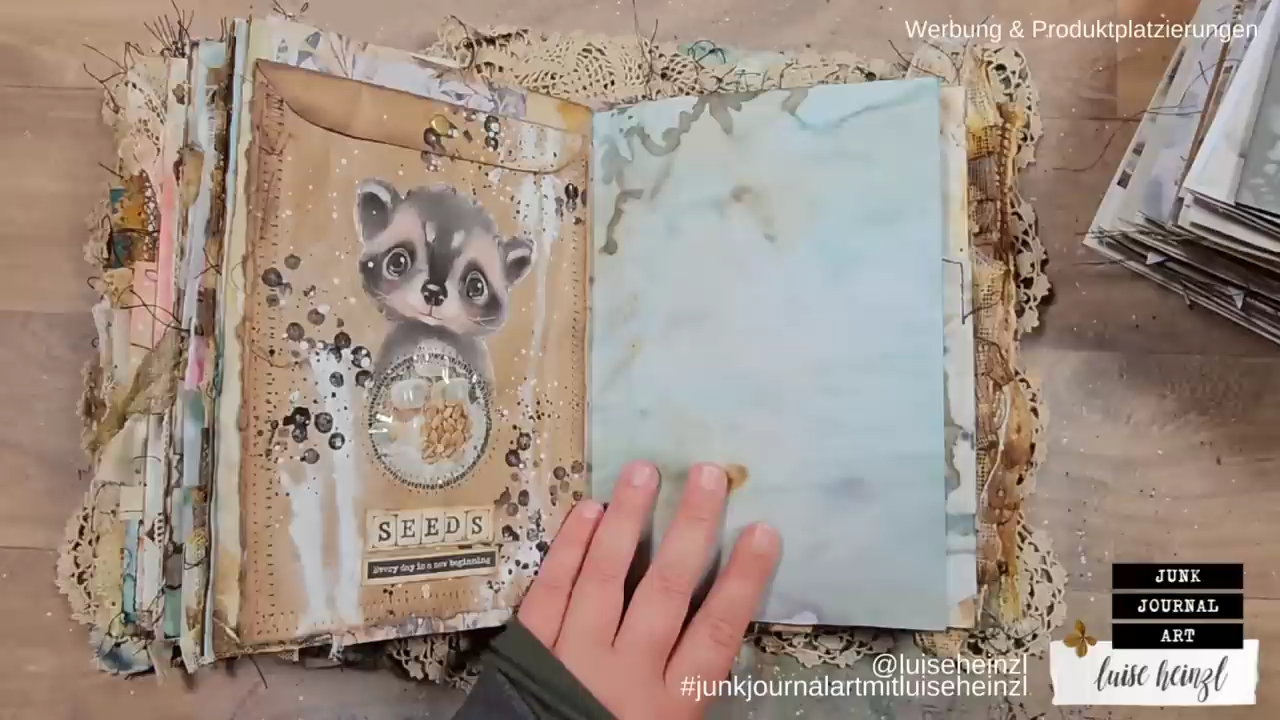 Werbung & Produktplatzierungen
SEEDS
Every day is a new beginning
JUNK
JOURNAL
ART
luise heinzl
@luiseheinzl
#junkjournalartmitluiseheinzl